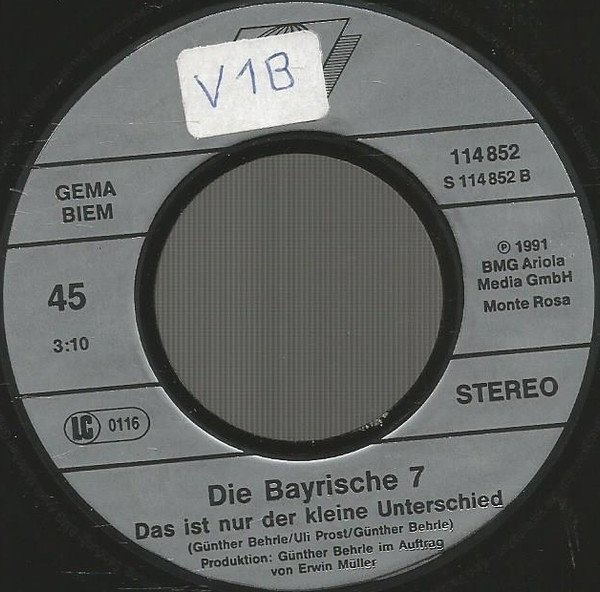 V1B
114 852
S 114 852 B
GEMA
BIEM
℗ 1991
BMG Ariola
Media GmbH
Monte Rosa
45
3:10
STEREO
LC 0116
Die Bayrische 7
Das ist nur der kleine Unterschied
(Günther Behrle/Uli Prost/Günther Behrle)
Produktion: Günther Behrle im Auftrag
von Erwin Müller